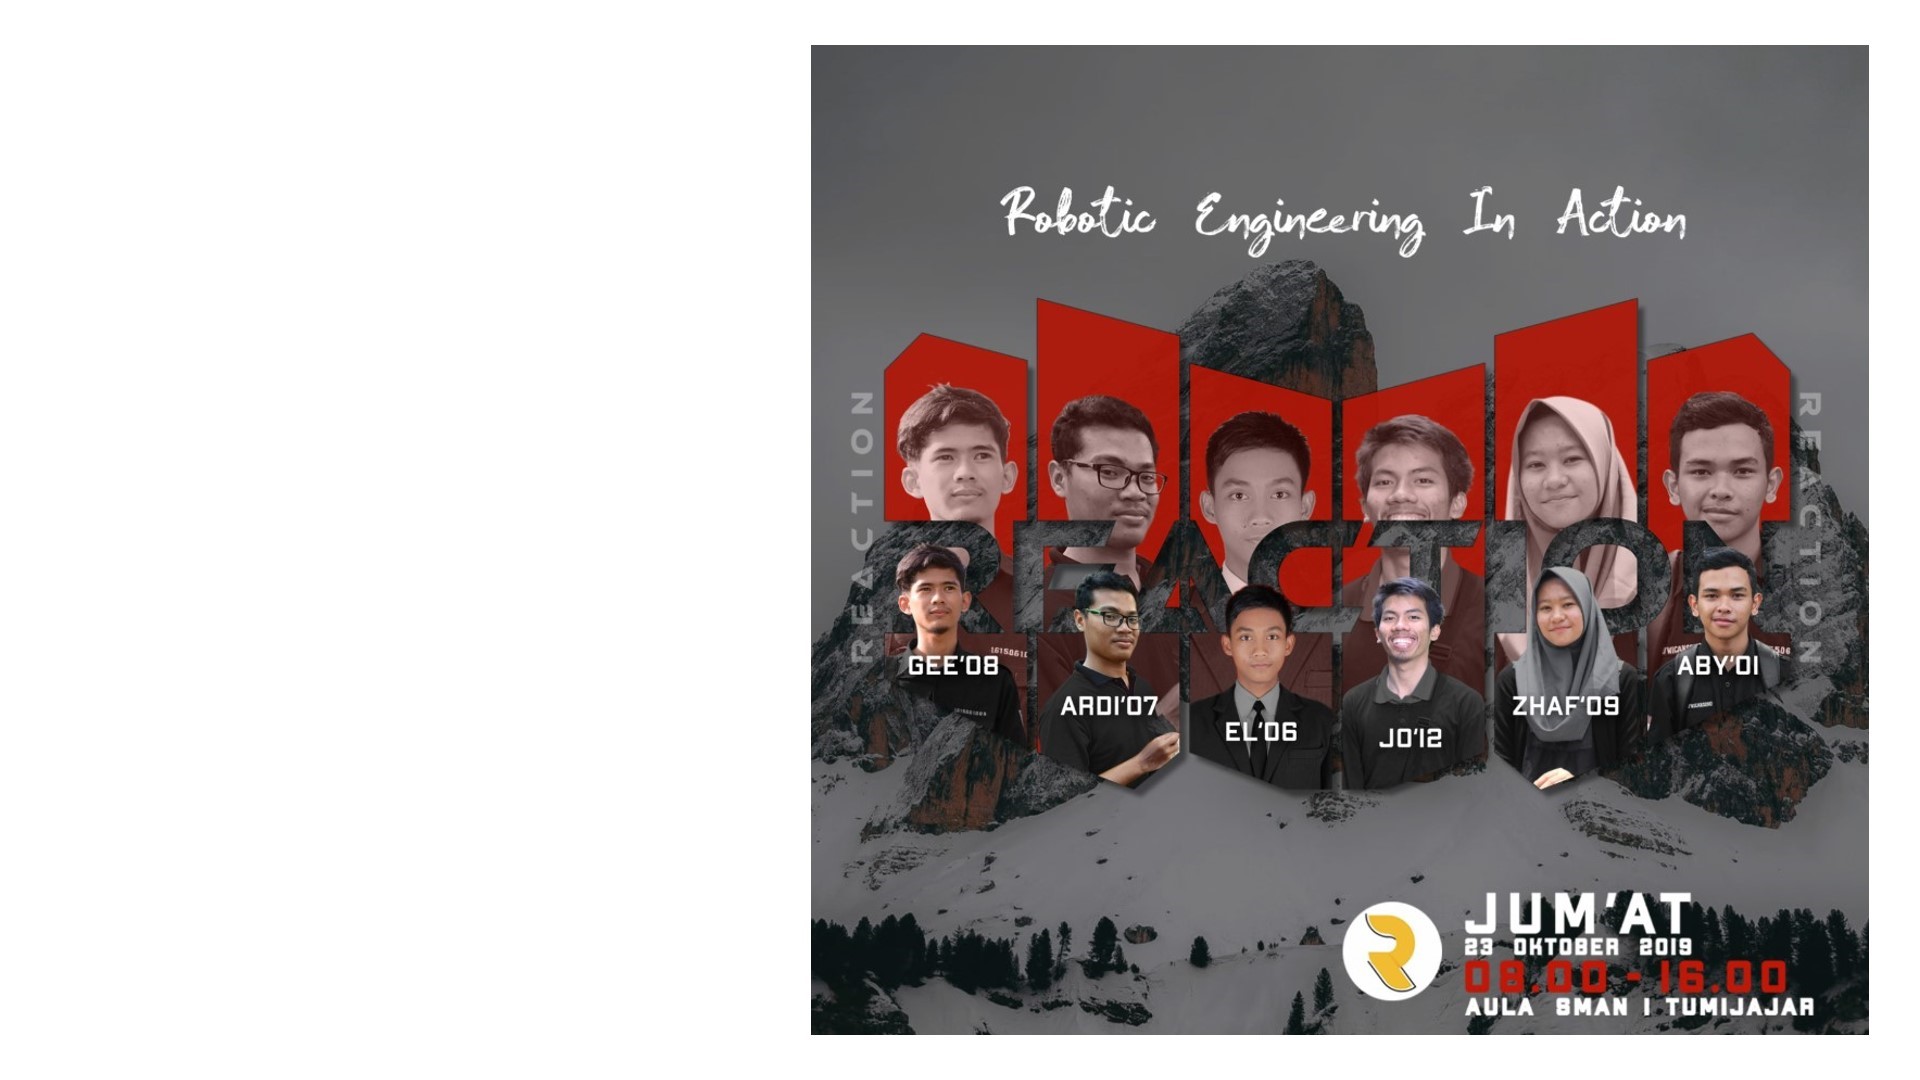 Robotic Engineering In Action
REACTION
REACTION
REACTION
GEE'08
ARDI'07
EL'06
JO'12
ZHAF'09
ABY'01
JUM'AT
23 OKTOBER 2019
08.00 - 16.00
AULA SMAN 1 TUMIJAJAR